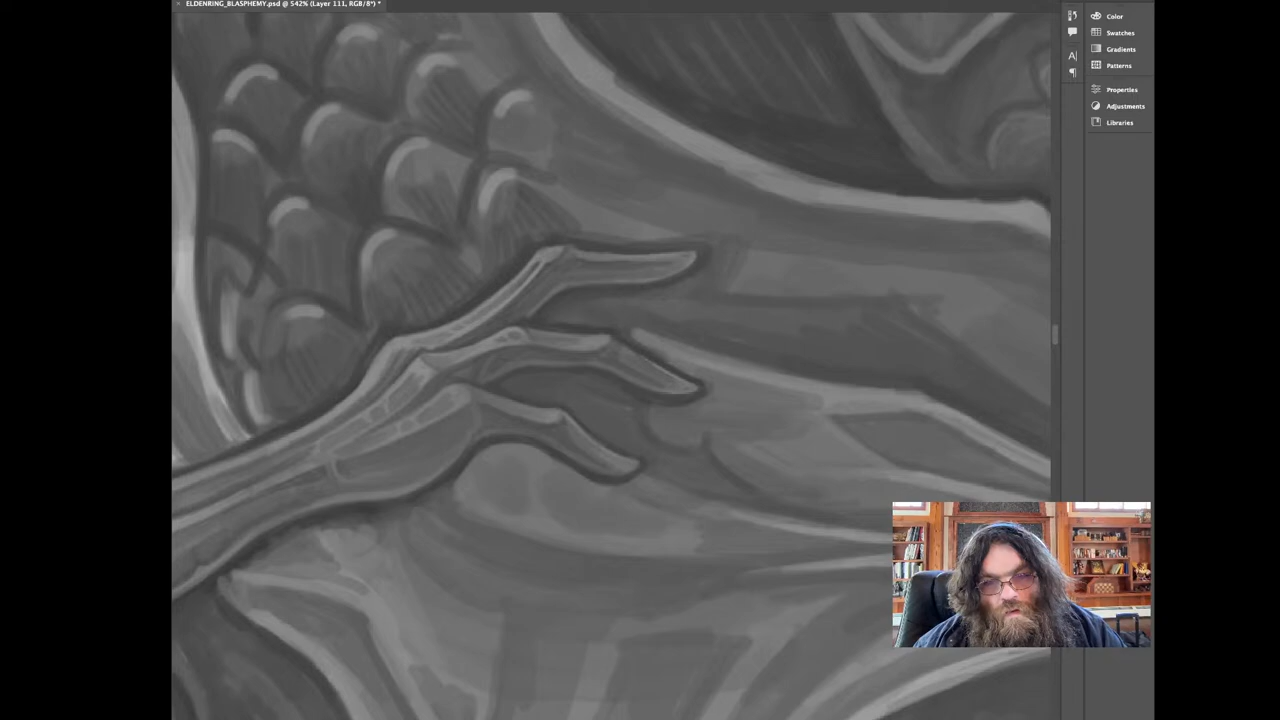 × ELDENRING_BLASPHEMY.psd @ 542% (Layer 111, RGB/8*) *
Color
Swatches
Gradients
Patterns
Properties
Adjustments
Libraries